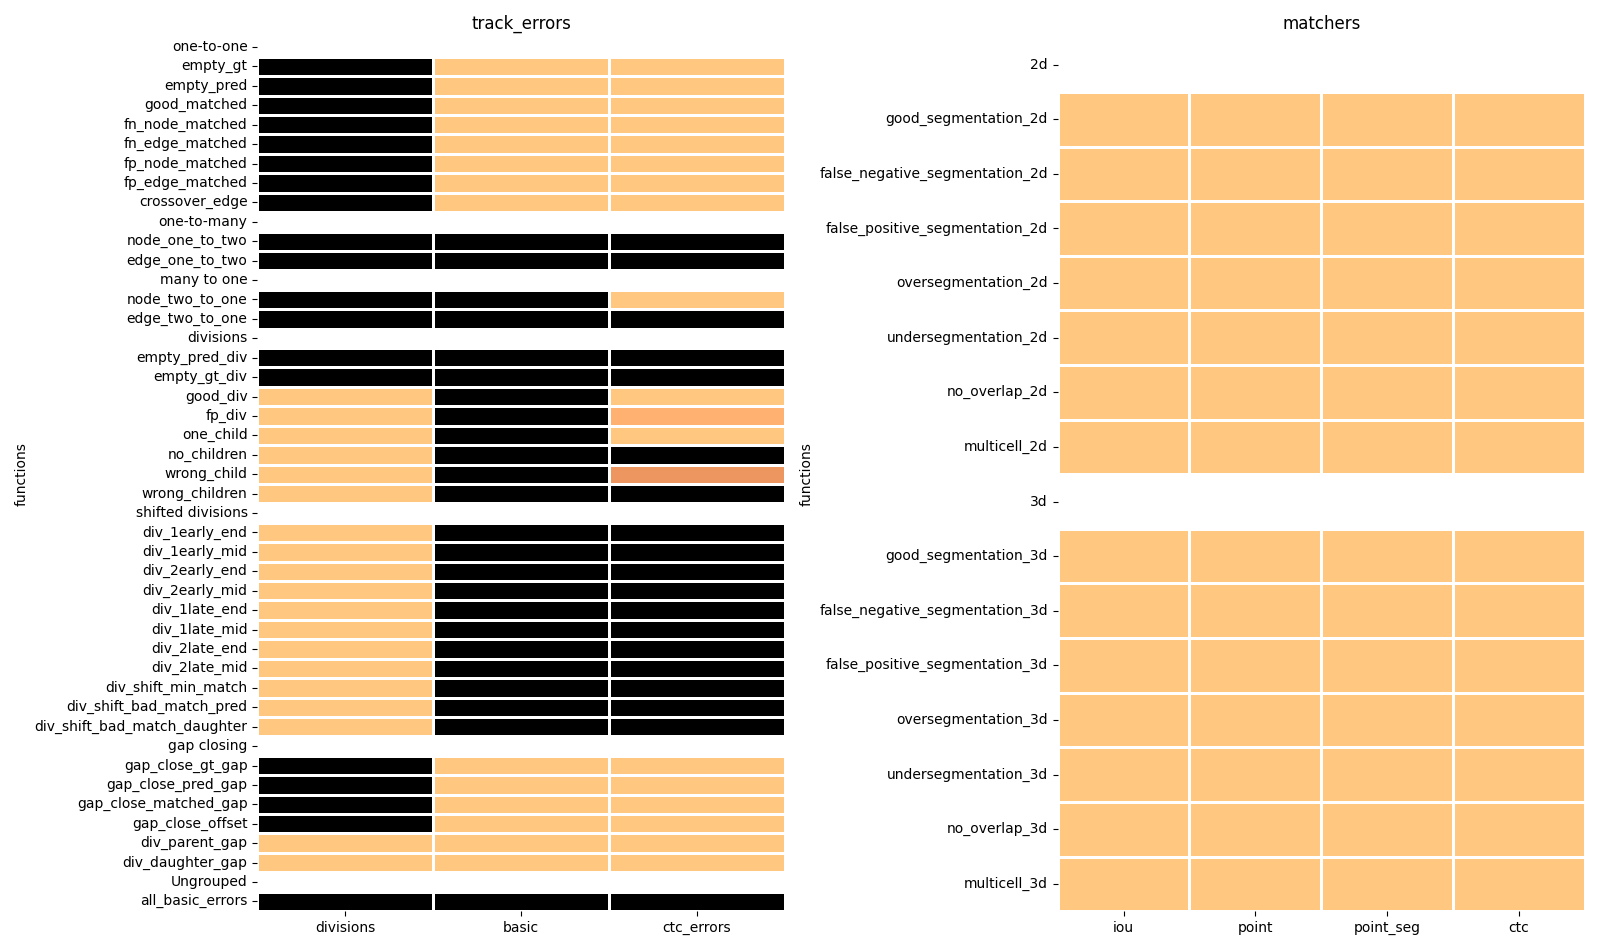 track_errors
one-to-one
empty_gt
empty_pred
good_matched
fn_node_matched
fn_edge_matched
fp_node_matched
fp_edge_matched
crossover_edge
one-to-many
node_one_to_two
edge_one_to_two
many to one
node_two_to_one
edge_two_to_one
divisions
empty_pred_div
empty_gt_div
good_div
fp_div
one_child
no_children
wrong_child
wrong_children
shifted divisions
div_1early_end
div_1early_mid
div_2early_end
div_2early_mid
div_1late_end
div_1late_mid
div_2late_end
div_2late_mid
div_shift_min_match
div_shift_bad_match_pred
div_shift_bad_match_daughter
gap closing
gap_close_gt_gap
gap_close_pred_gap
gap_close_matched_gap
gap_close_offset
div_parent_gap
div_daughter_gap
Ungrouped
all_basic_errors
functions
divisions basic ctc_errors
matchers
2d
good_segmentation_2d
false_negative_segmentation_2d
false_positive_segmentation_2d
oversegmentation_2d
undersegmentation_2d
no_overlap_2d
multicell_2d
3d
good_segmentation_3d
false_negative_segmentation_3d
false_positive_segmentation_3d
oversegmentation_3d
undersegmentation_3d
no_overlap_3d
multicell_3d
functions
iou point point_seg ctc